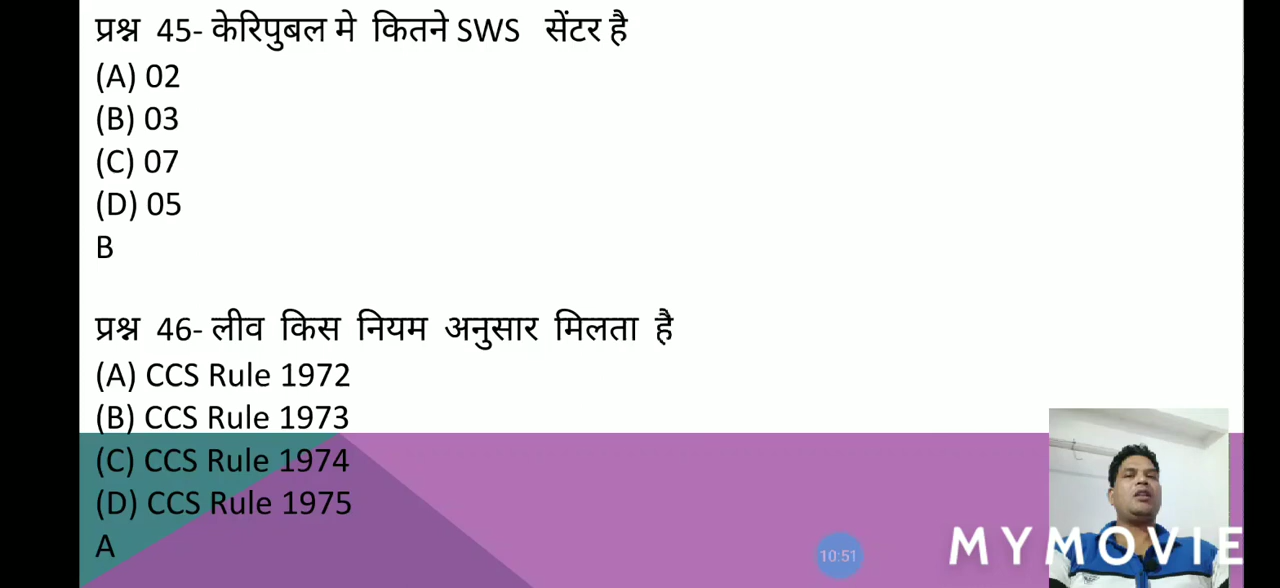 प्रश्न 45- केरिपुबल मे कितने SWS सेंटर है
(A) 02
(B) 03
(C) 07
(D) 05
B
प्रश्न 46- लीव किस नियम अनुसार मिलता है
(A) CCS Rule 1972
(B) CCS Rule 1973
(C) CCS Rule 1974
(D) CCS Rule 1975
A
10:51
MYMOVIE